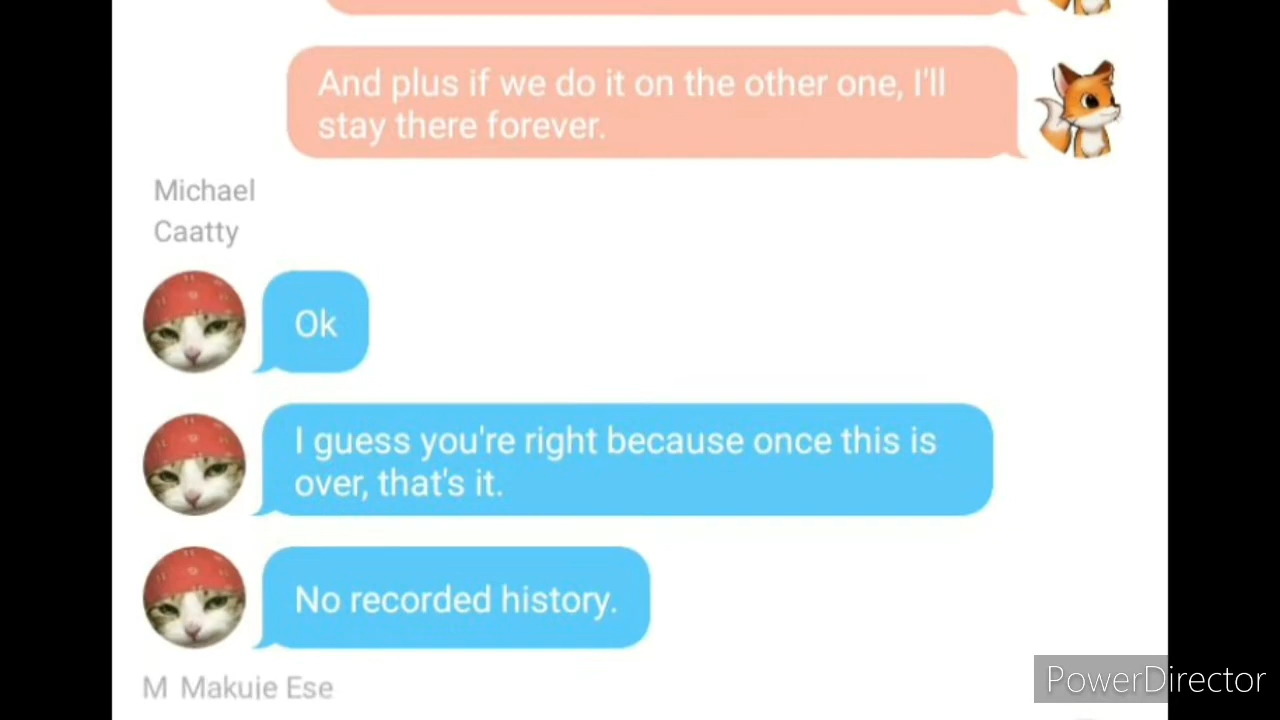 And plus if we do it on the other one, I'll
stay there forever.
Michael
Caatty
Ok
I guess you're right because once this is
over, that's it.
No recorded history.
M Makuje Ese
PowerDirector